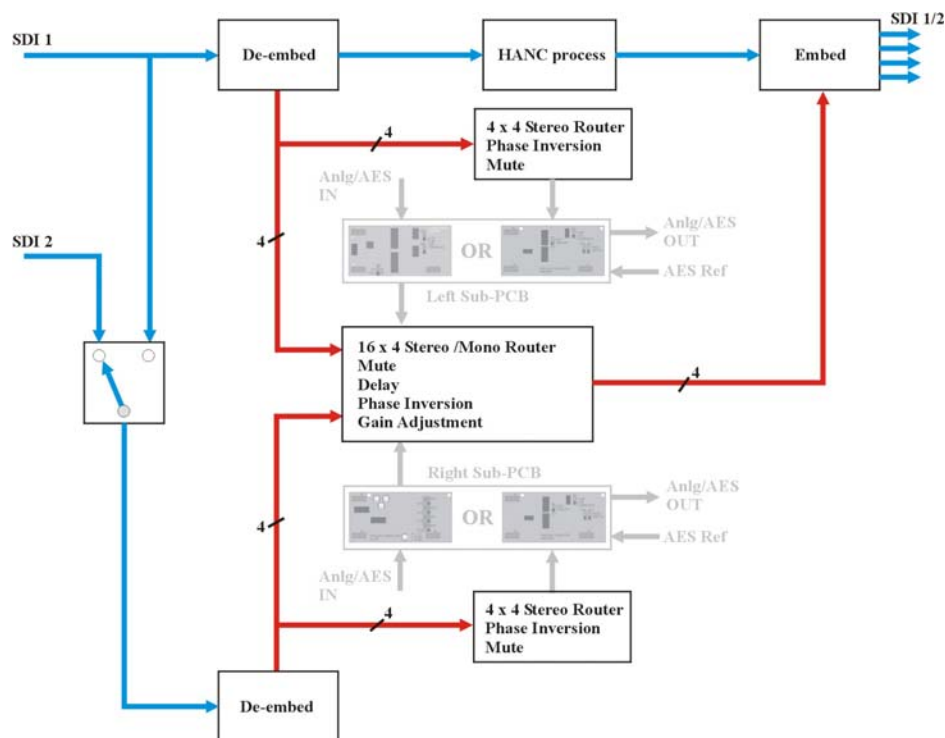 SDI 1
De-embed
HANC process
Embed
SDI 1/2
4
4 x 4 Stereo Router
Phase Inversion
Mute
Anlg/AES
IN
4
SDI 2
OR
Anlg/AES
OUT
AES Ref
Left Sub-PCB
16 x 4 Stereo /Mono Router
Mute
Delay
Phase Inversion
Gain Adjustment
4
Right Sub-PCB
4
OR
Anlg/AES
OUT
AES Ref
Anlg/AES
IN
4
4 x 4 Stereo Router
Phase Inversion
Mute
De-embed